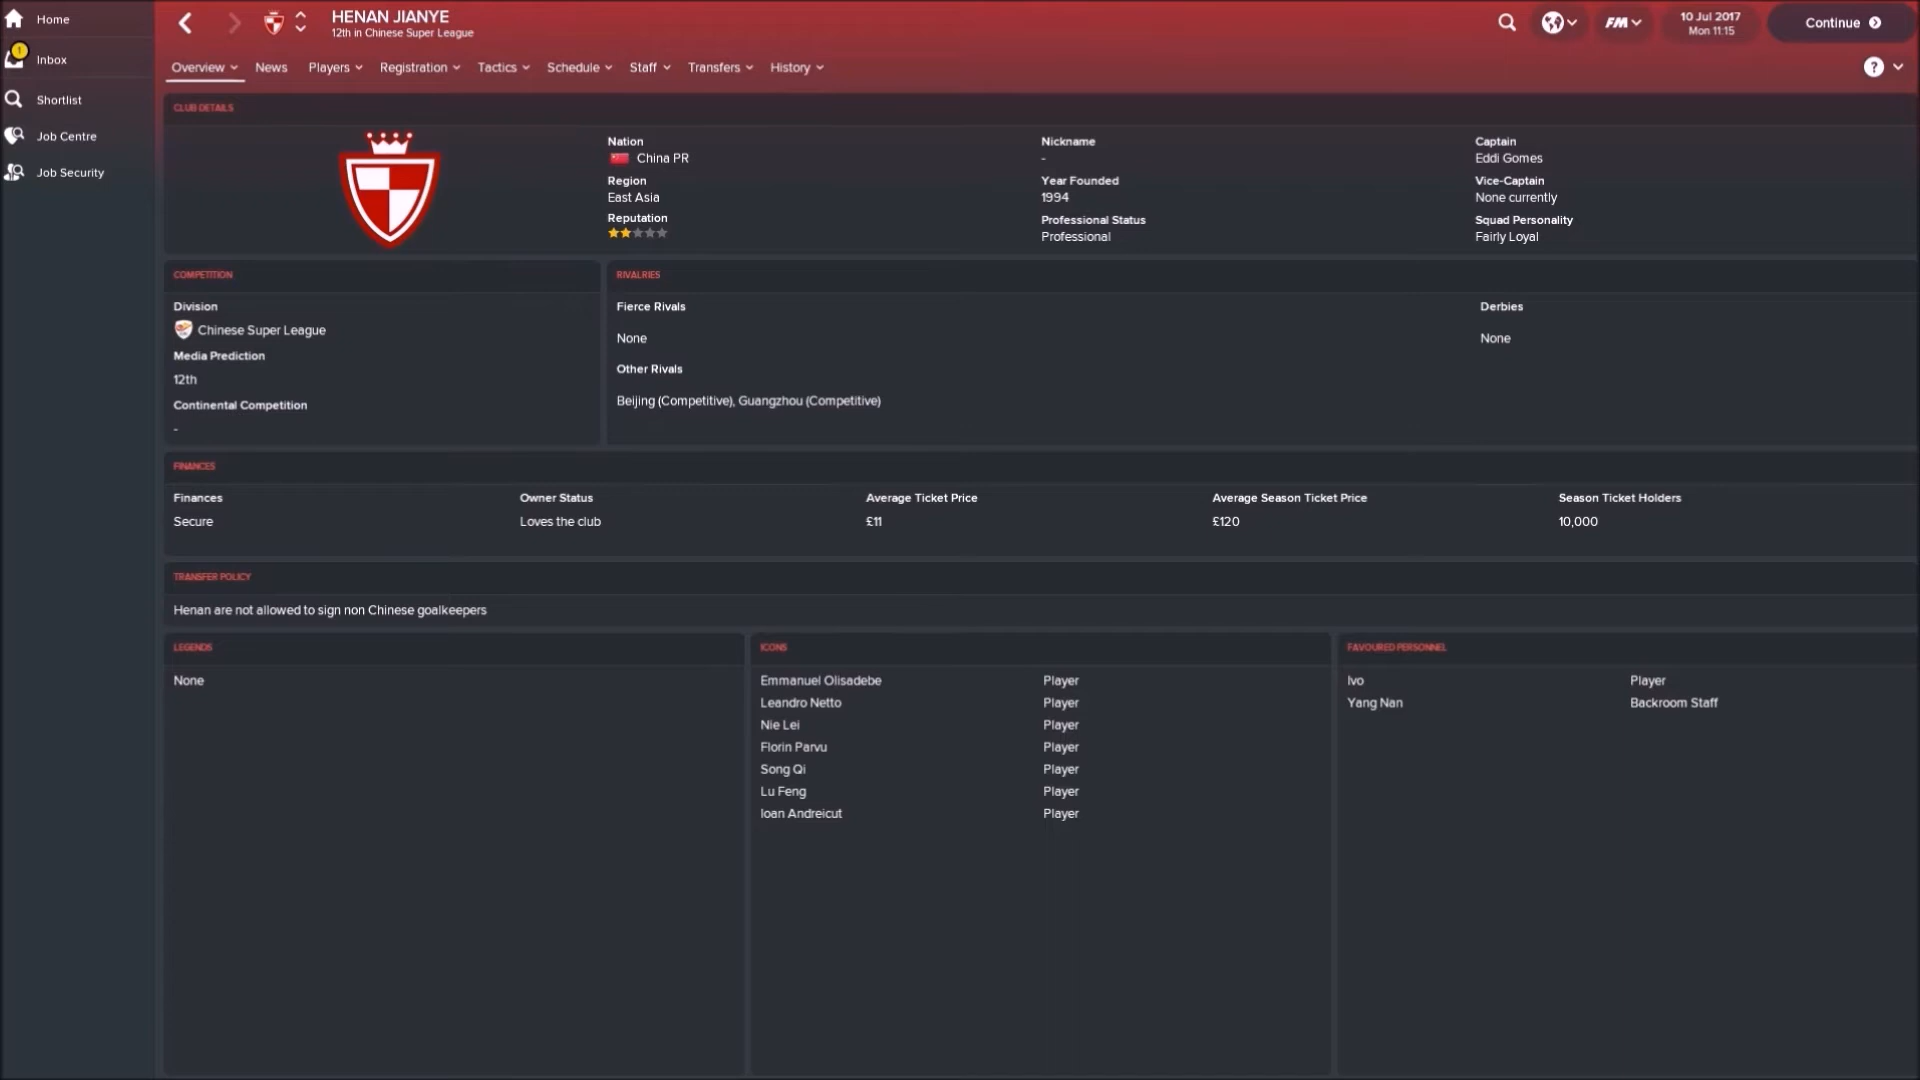 Home
1
Inbox
Shortlist
Job Centre
Job Security
HENAN JIANYE
12th in Chinese Super League
FM
10 Jul 2017
Mon 11:15
Continue
Overview News Players Registration Tactics Schedule Staff Transfers History
?
CLUB DETAILS
Nation
China PR
Region
East Asia
Reputation
Nickname
-
Year Founded
1994
Professional Status
Professional
Captain
Eddi Gomes
Vice-Captain
None currently
Squad Personality
Fairly Loyal
COMPETITION
Division
Chinese Super League
Media Prediction
12th
Continental Competition
-
RIVALRIES
Fierce Rivals
None
Other Rivals
Beijing (Competitive), Guangzhou (Competitive)
Derbies
None
FINANCES
Finances Owner Status Average Ticket Price Average Season Ticket Price Season Ticket Holders
Secure Loves the club £11 £120 10,000
TRANSFER POLICY
Henan are not allowed to sign non Chinese goalkeepers
LEGENDS
None
ICONS
Emmanuel Olisadebe Player
Leandro Netto Player
Nie Lei Player
Florin Parvu Player
Song Qi Player
Lu Feng Player
Ioan Andreicut Player
FAVOURED PERSONNEL
Ivo Player
Yang Nan Backroom Staff